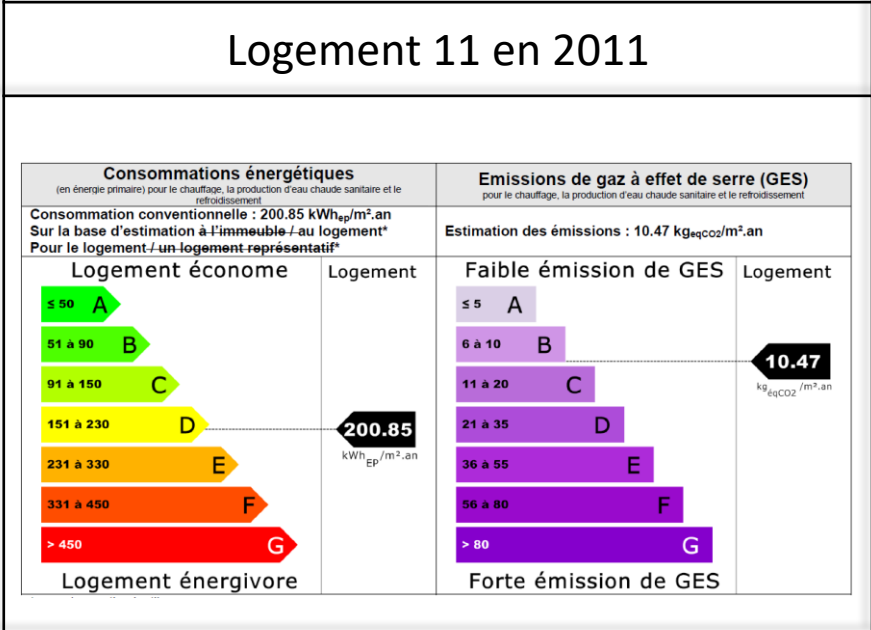 Logement 11 en 2011
Consommations énergétiques
(en énergie primaire) pour le chauffage, la production d'eau chaude sanitaire et le
refroidissement
Consommation conventionnelle : 200.85 kWhep/m².an
Sur la base d'estimation à l'immeuble / au logement*
Pour le logement / un logement représentatif*
Logement économe
Logement
≤ 50 A
51 à 90 B
91 à 150 C
151 à 230 D
231 à 330 E
331 à 450 F
> 450 G
200.85
kWhEP/m².an
Logement énergivore
Emissions de gaz à effet de serre (GES)
pour le chauffage, la production d'eau chaude sanitaire et le refroidissement
Estimation des émissions : 10.47 kgeqCO2/m².an
Faible émission de GES
Logement
≤ 5 A
6 à 10 B
11 à 20 C
21 à 35 D
36 à 55 E
56 à 80 F
> 80 G
10.47
kgéqCO2 /m².an
Forte émission de GES